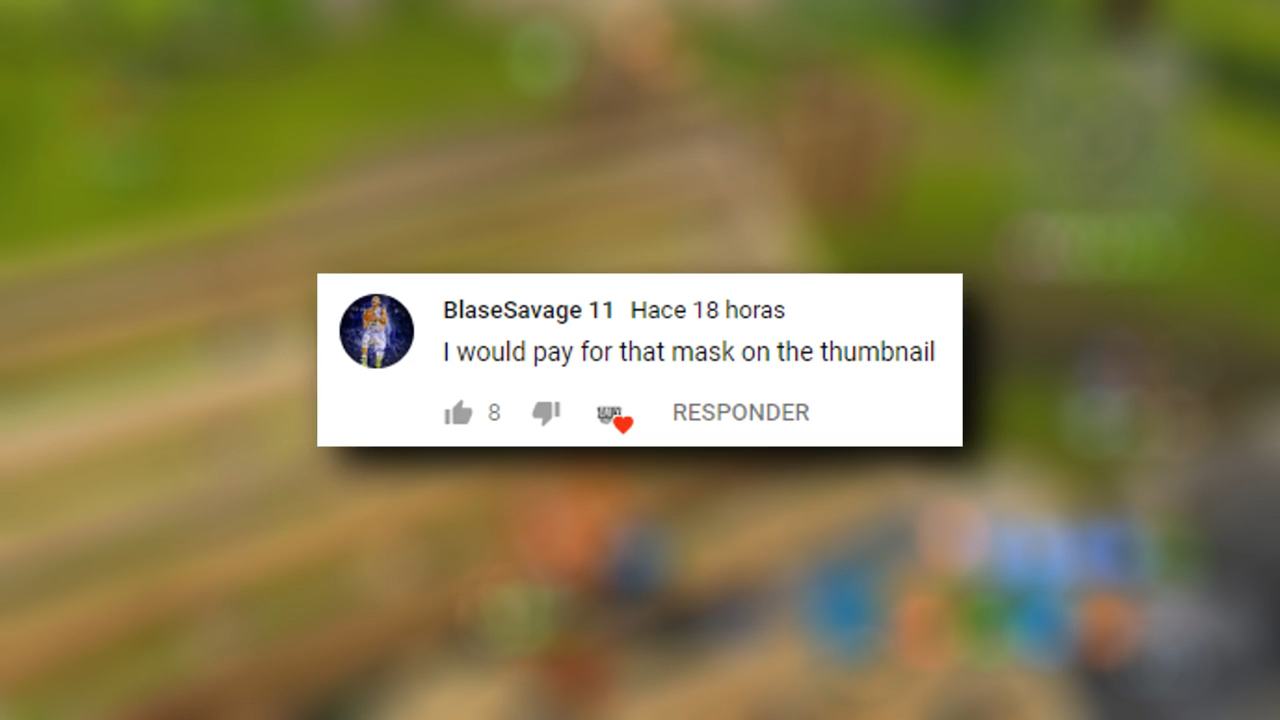 BlaseSavage 11 Hace 18 horas
I would pay for that mask on the thumbnail
8 RESPONDER